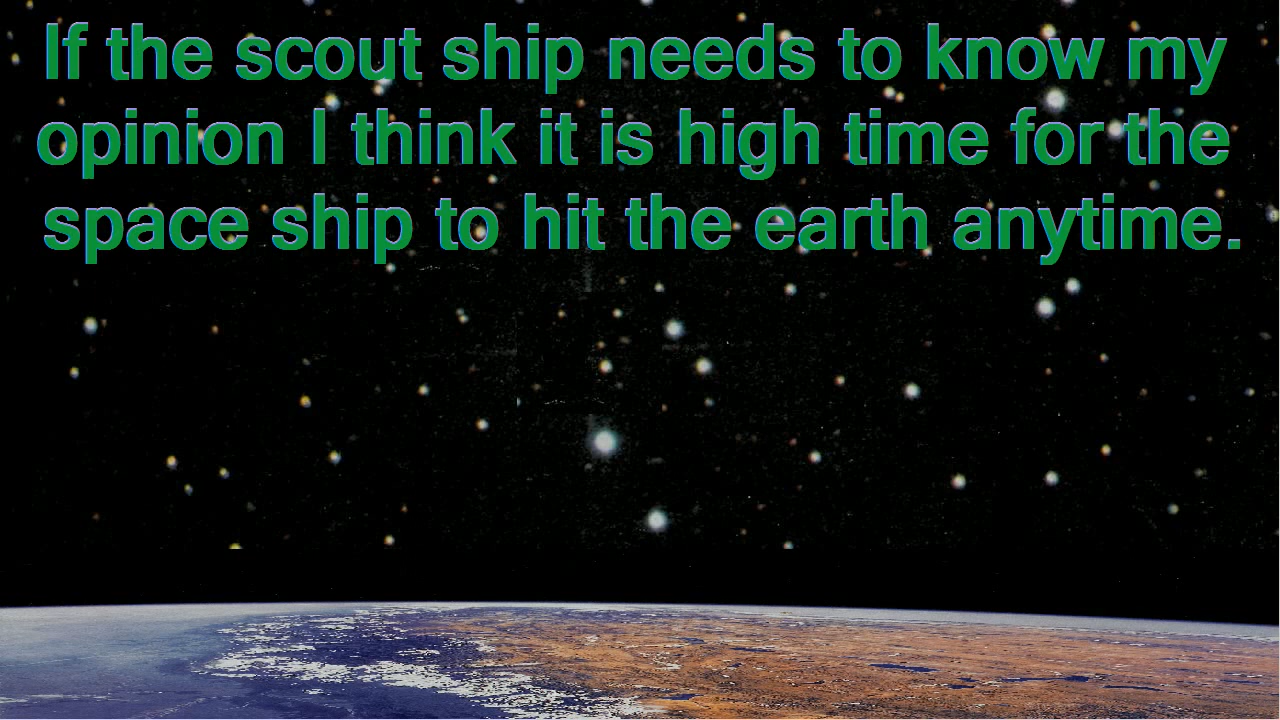 If the scout ship needs to know my
opinion I think it is high time for the
space ship to hit the earth anytime.